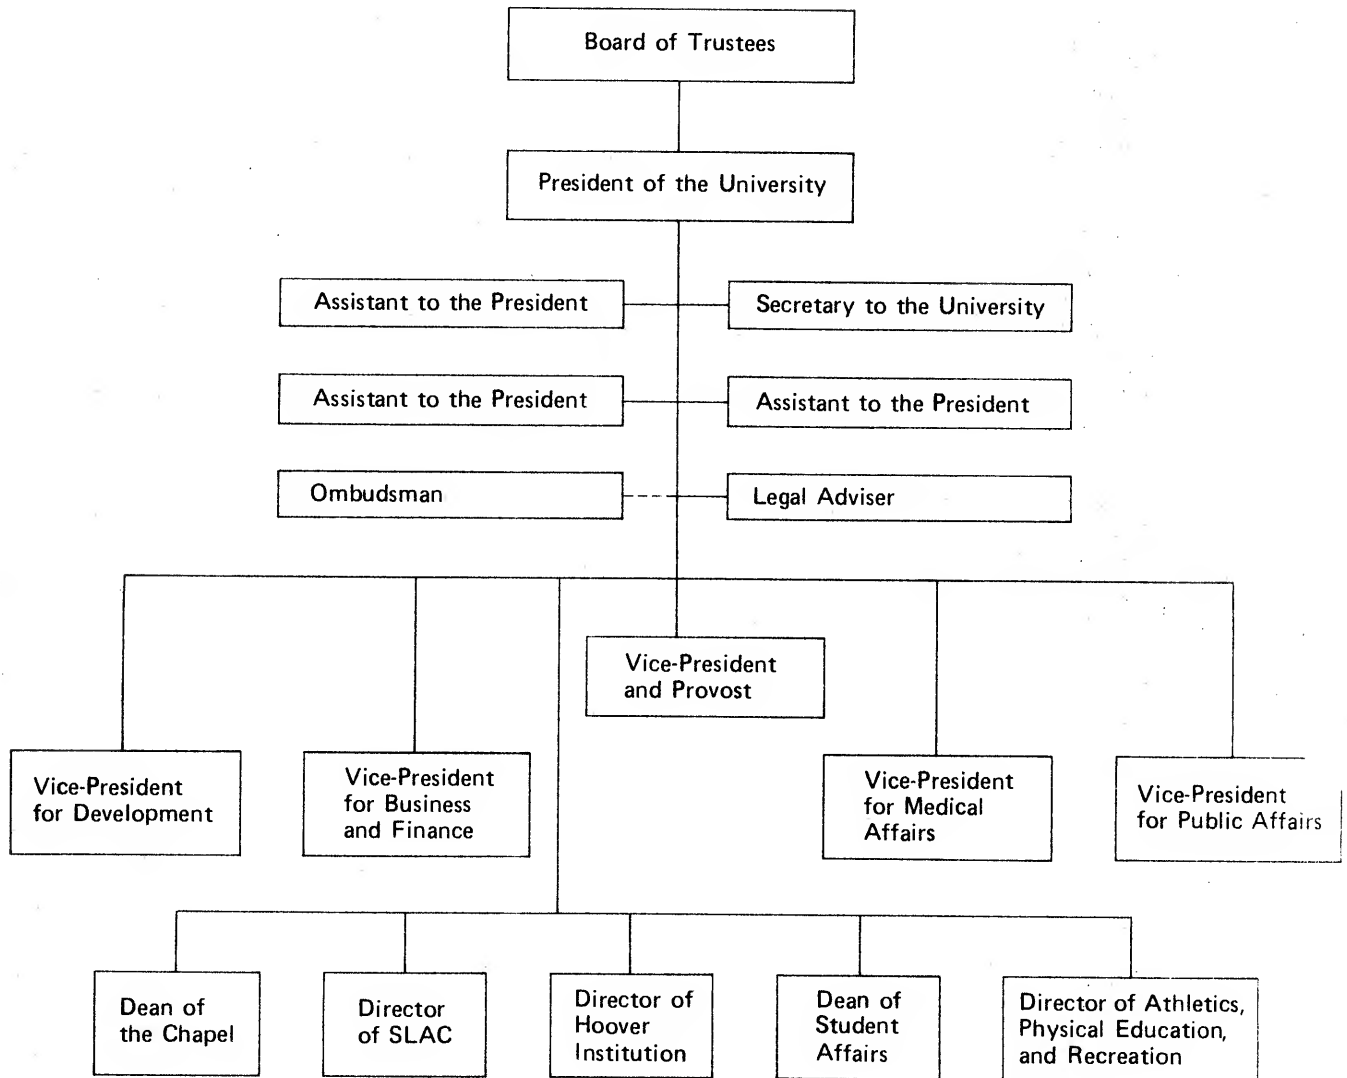 Board of Trustees
President of the University
Assistant to the President
Secretary to the University
Assistant to the President
Assistant to the President
Ombudsman
Legal Adviser
Vice-President
and Provost
Vice-President
for Development
Vice-President
for Business
and Finance
Vice-President
for Medical
Affairs
Vice-President
for Public Affairs
Dean of
the Chapel
Director
of SLAC
Director of
Hoover
Institution
Dean of
Student
Affairs
Director of Athletics,
Physical Education,
and Recreation